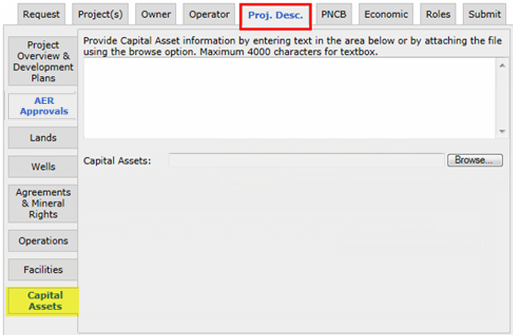 Request Project(s) Owner Operator Proj. Desc. PNCB Economic Roles Submit
Project
Overview &
Development
Plans
AER
Approvals
Lands
Wells
Agreements
& Mineral
Rights
Operations
Facilities
Capital
Assets
Provide Capital Asset information by entering text in the area below or by attaching the file
using the browse option. Maximum 4000 characters for textbox.
Capital Assets: Browse...